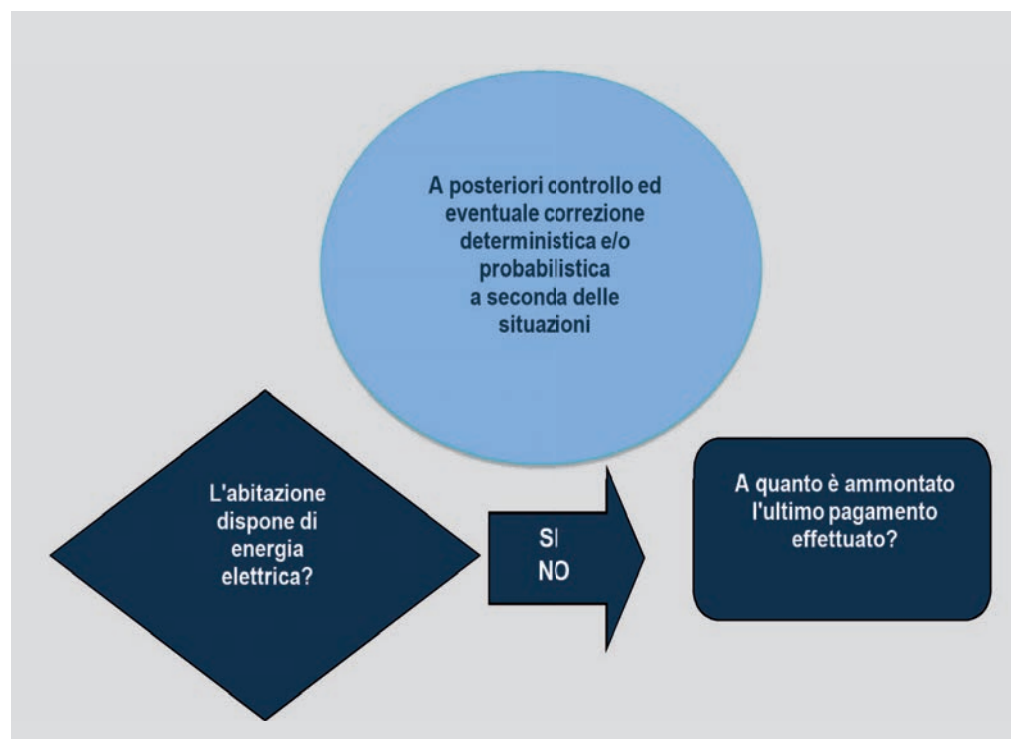 A posteriori controllo ed
eventuale correzione
deterministica e/o
probabilistica
a seconda delle
situazioni
L'abitazione
dispone di
energia
elettrica?
SI
NO
A quanto è ammontato
l'ultimo pagamento
effettuato?